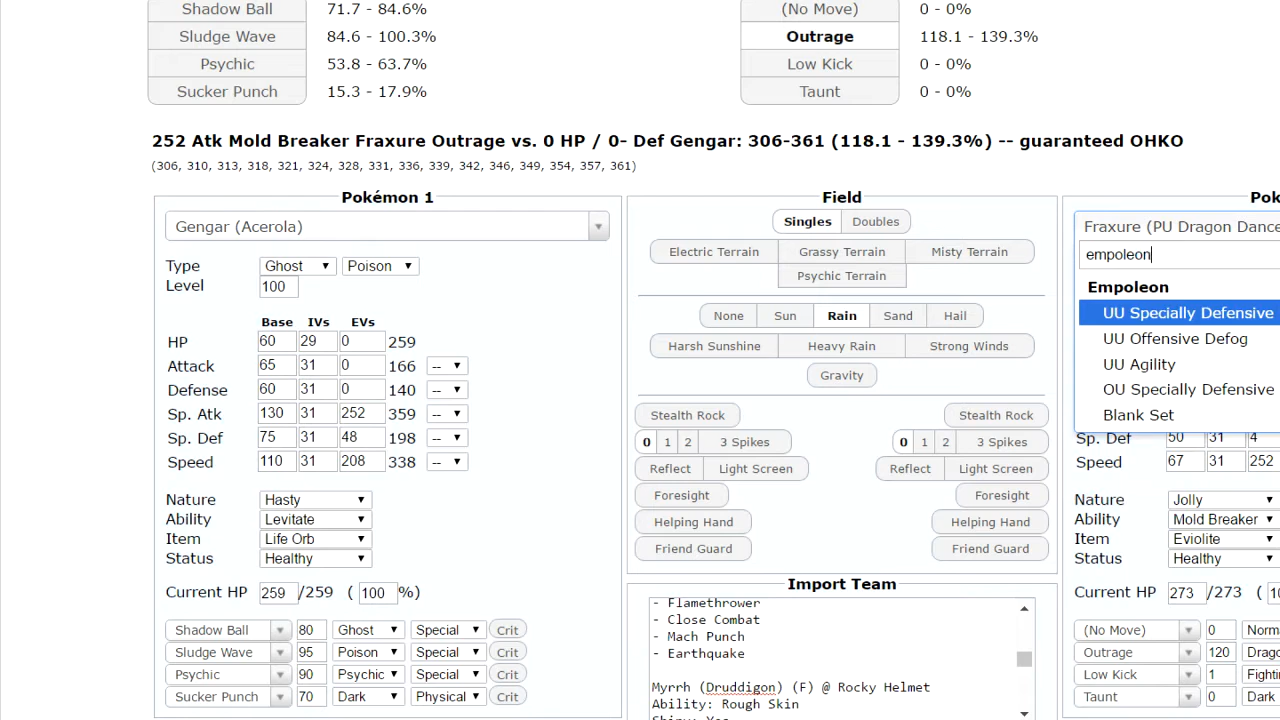 Shadow Ball 71.7 - 84.6% (No Move) 0 - 0%
Sludge Wave 84.6 - 100.3% Outrage 118.1 - 139.3%
Psychic 53.8 - 63.7% Low Kick 0 - 0%
Sucker Punch 15.3 - 17.9% Taunt 0 - 0%
252 Atk Mold Breaker Fraxure Outrage vs. 0 HP / 0- Def Gengar: 306-361 (118.1 - 139.3%) -- guaranteed OHKO
(306, 310, 313, 318, 321, 324, 328, 331, 336, 339, 342, 346, 349, 354, 357, 361)
Pokémon 1
Gengar (Acerola)
Type Ghost Poison
Level 100
Base IVs EVs
HP 60 29 0 259
Attack 65 31 0 166 --
Defense 60 31 0 140 --
Sp. Atk 130 31 252 359 --
Sp. Def 75 31 48 198 --
Speed 110 31 208 338 --
Nature Hasty
Ability Levitate
Item Life Orb
Status Healthy
Current HP 259 /259 ( 100 %)
Shadow Ball 80 Ghost Special Crit
Sludge Wave 95 Poison Special Crit
Psychic 90 Psychic Special Crit
Sucker Punch 70 Dark Physical Crit
Field
Singles Doubles
Electric Terrain Grassy Terrain Misty Terrain
Psychic Terrain
None Sun Rain Sand Hail
Harsh Sunshine Heavy Rain Strong Winds
Gravity
Stealth Rock Stealth Rock
0 1 2 3 Spikes 0 1 2 3 Spikes
Reflect Light Screen Reflect Light Screen
Foresight Foresight
Helping Hand Helping Hand
Friend Guard Friend Guard
Import Team
- Flamethrower
- Close Combat
- Mach Punch
- Earthquake
Myrrh (Druddigon) (F) @ Rocky Helmet
Ability: Rough Skin
Shiny: Yes
Pok
Fraxure (PU Dragon Dance
empoleon
Empoleon
UU Specially Defensive
UU Offensive Defog
UU Agility
OU Specially Defensive
Blank Set
Sp. Def 50 31 4
Speed 67 31 252
Nature Jolly
Ability Mold Breaker
Item Eviolite
Status Healthy
Current HP 273 /273 ( 10
(No Move) 0 Norm
Outrage 120 Drag
Low Kick 1 Fighti
Taunt 0 Dark